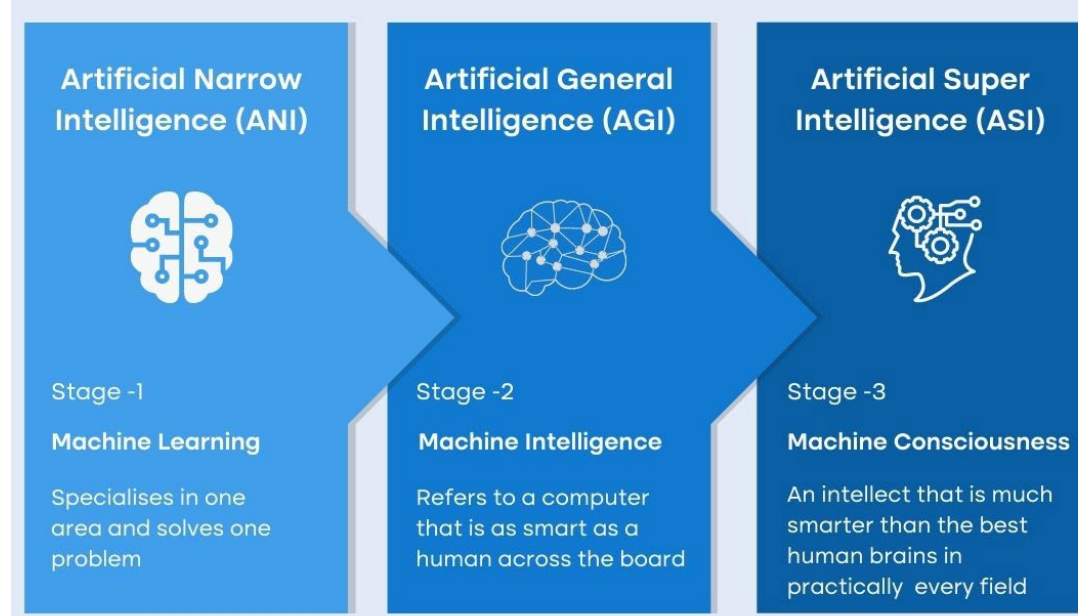 Artificial Narrow
Intelligence (ANI)
Stage -1
Machine Learning
Specialises in one
area and solves one
problem
Artificial General
Intelligence (AGI)
Stage -2
Machine Intelligence
Refers to a computer
that is as smart as a
human across the board
Artificial Super
Intelligence (ASI)
Stage -3
Machine Consciousness
An intellect that is much
smarter than the best
human brains in
practically every field